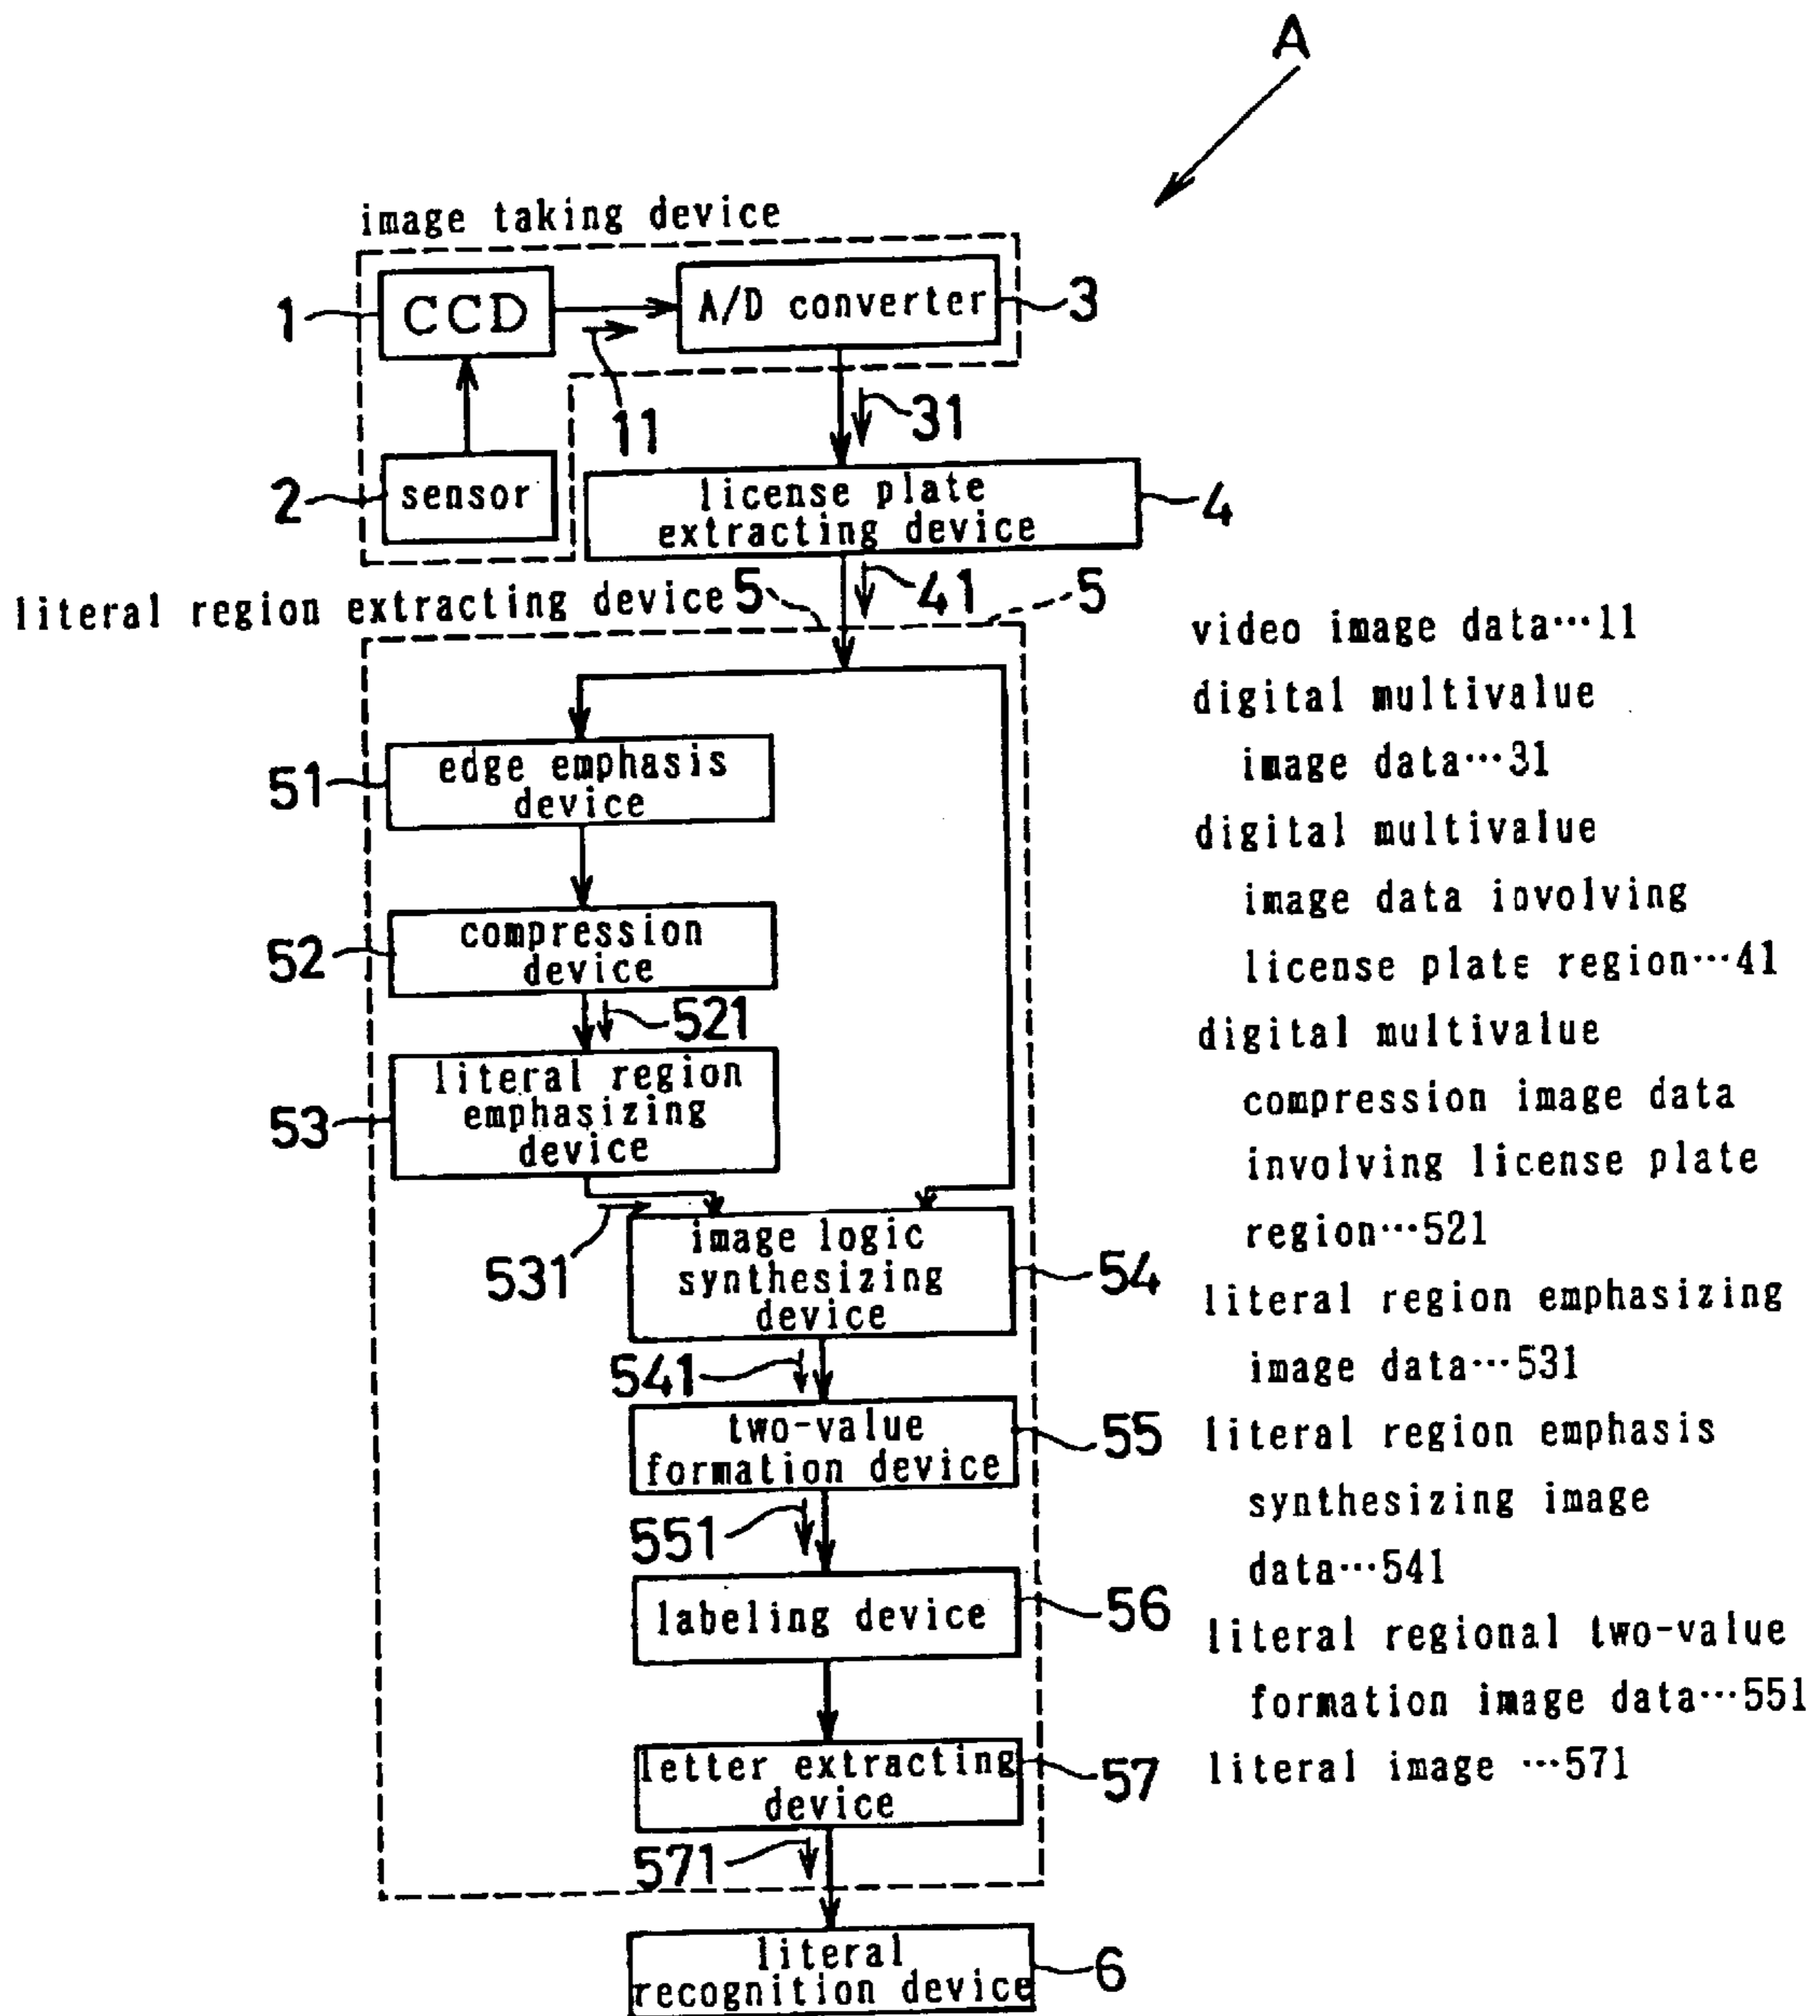 A
image taking device
1
CCD
A/D converter
3
11
31
2
sensor
license plate
extracting device
4
41
literal region extracting device 5
5
51
edge emphasis
device
52
compression
device
521
53
literal region
emphasizing
device
531
image logic
synthesizing
device
54
541
two-value
formation device
55
551
labeling device
56
letter extracting
device
57
571
literal
recognition device
6
video image data…11
digital multivalue
image data…31
digital multivalue
image data involving
license plate region…41
digital multivalue
compression image data
involving license plate
region…521
literal region emphasizing
image data…531
literal region emphasis
synthesizing image
data…541
literal regional two-value
formation image data…551
literal image …571